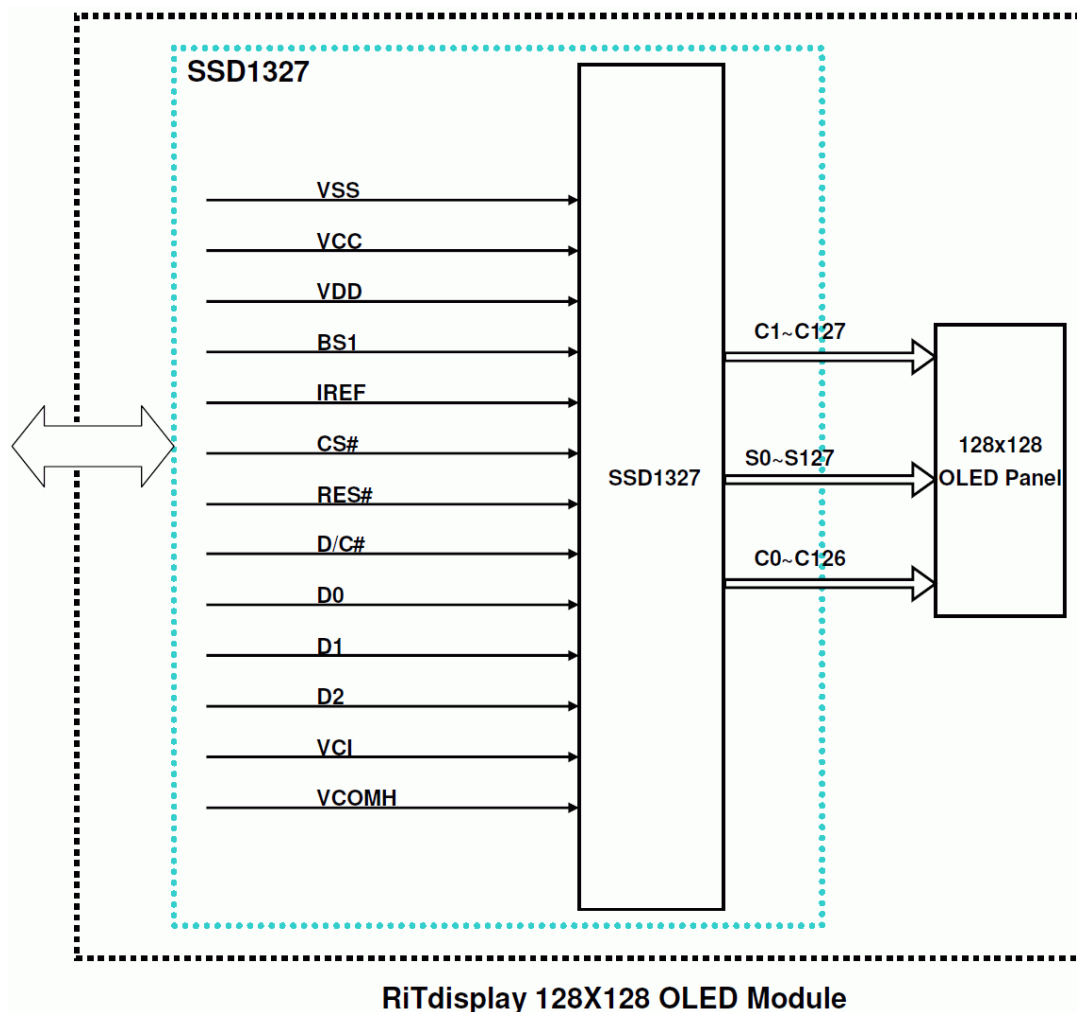 SSD1327
VSS
VCC
VDD
BS1
IREF
CS#
RES#
D/C#
D0
D1
D2
VCI
VCOMH
SSD1327
C1~C127
S0~S127
C0~C126
128x128
OLED Panel
RiTdisplay 128X128 OLED Module